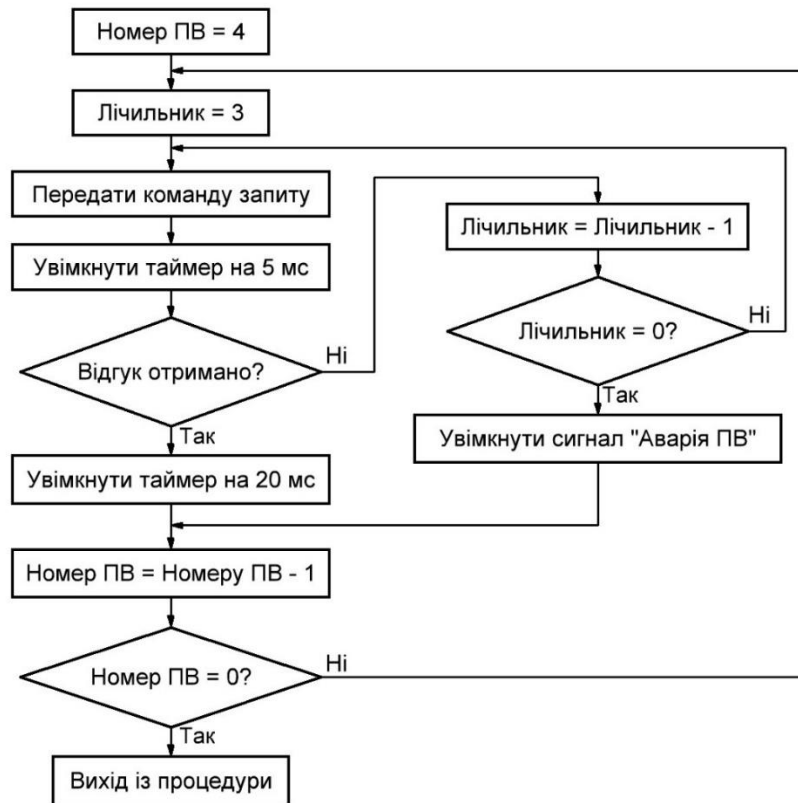 Номер ПВ = 4
Лічильник = 3
Передати команду запиту
Увімкнути таймер на 5 мс
Відгук отримано?
Ні
Так
Лічильник = Лічильник - 1
Лічильник = 0?
Ні
Так
Увімкнути сигнал "Аварія ПВ"
Увімкнути таймер на 20 мс
Номер ПВ = Номеру ПВ - 1
Номер ПВ = 0?
Ні
Так
Вихід із процедури